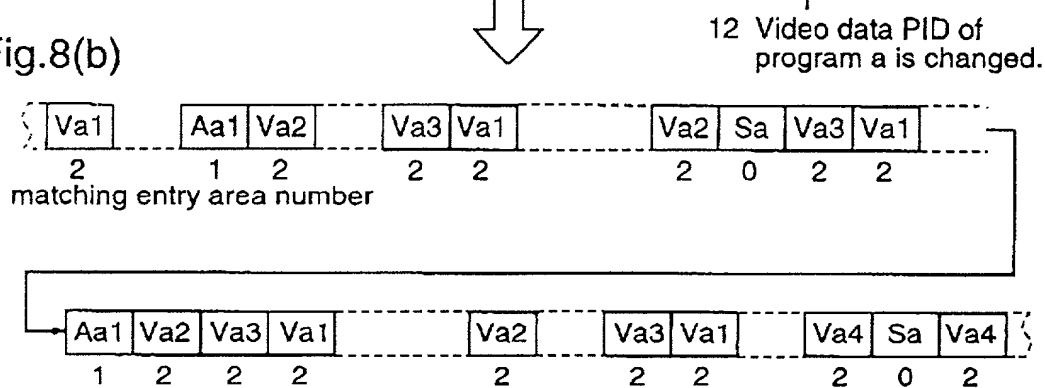 12 Video data PID of
program a is changed.
Fig.8(b)
Va1 Aa1 Va2 Va3 Va1 Va2 Sa Va3 Va1
2 1 2 2 2 2 0 2 2
matching entry area number
Aa1 Va2 Va3 Va1 Va2 Va3 Va1 Va4 Sa Va4
1 2 2 2 2 2 2 2 0 2